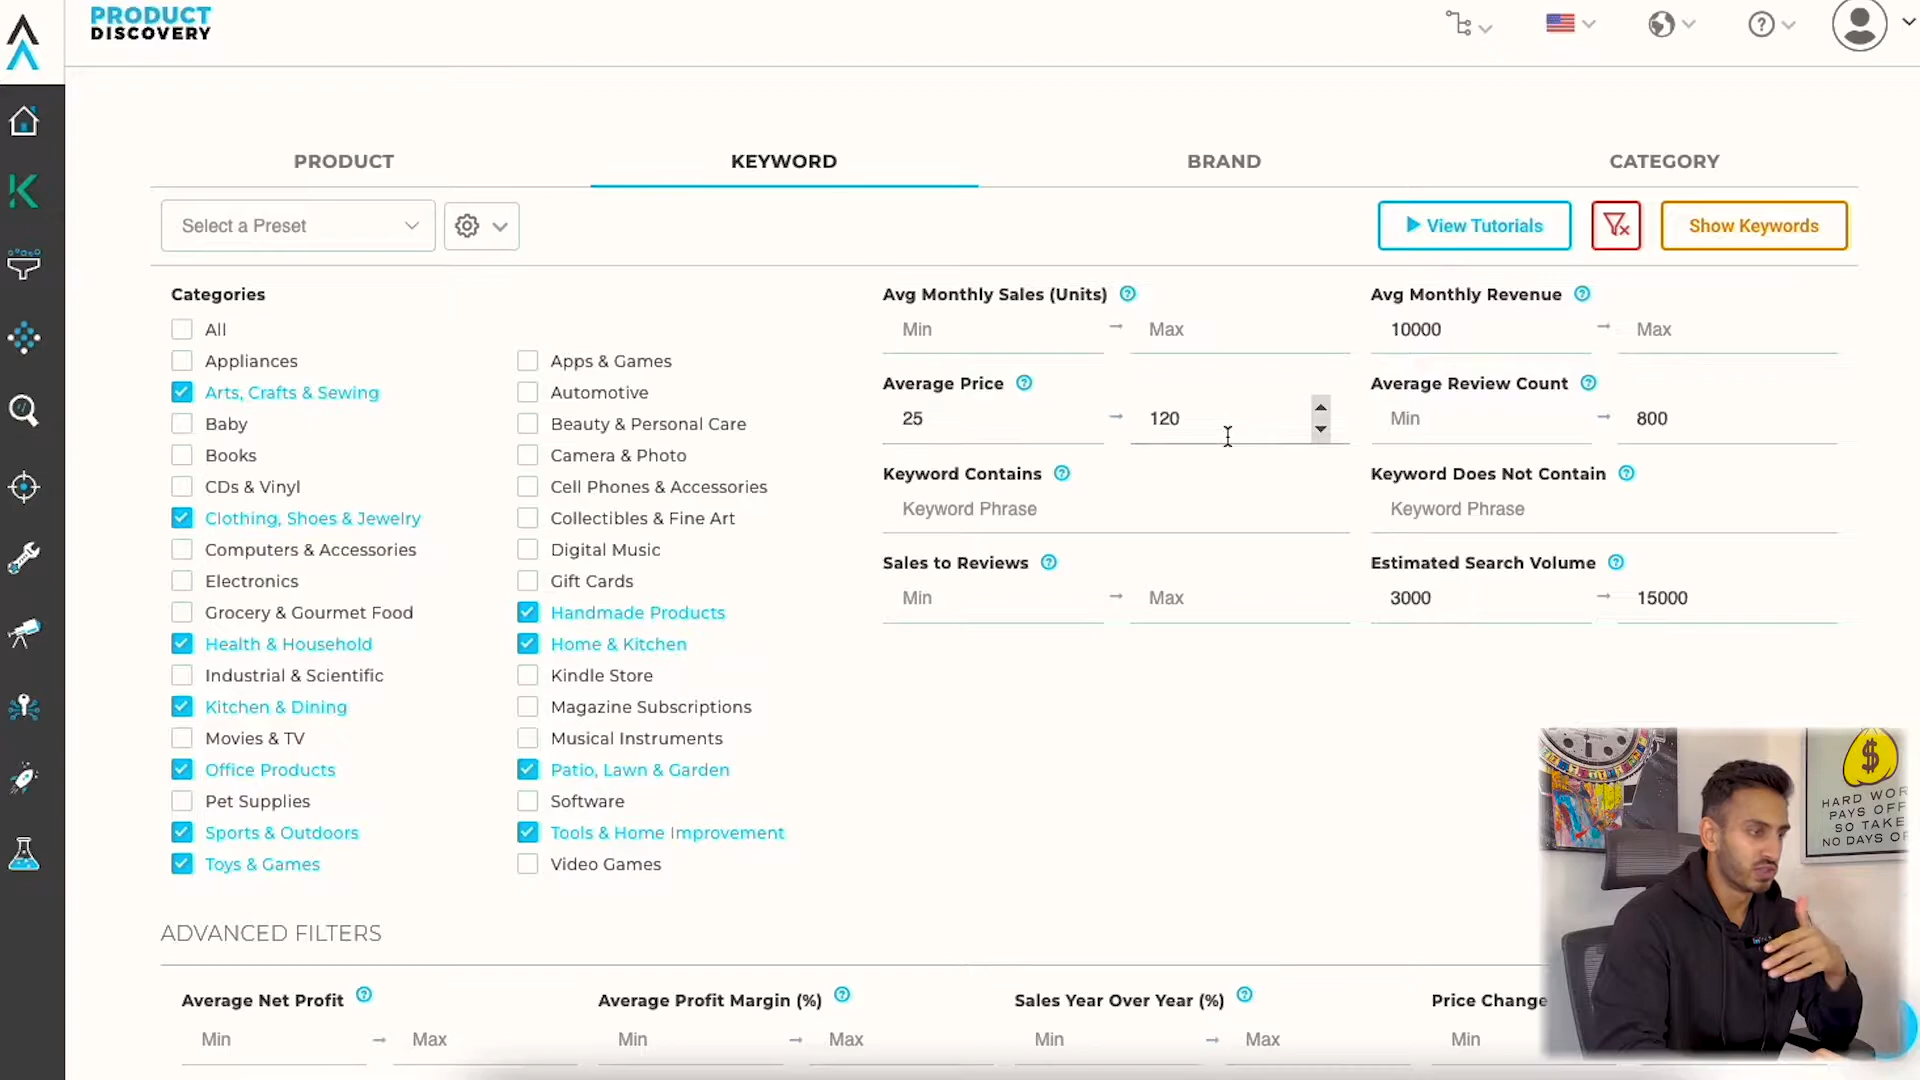 PRODUCT
DISCOVERY
PRODUCT
KEYWORD
BRAND
CATEGORY
Select a Preset
View Tutorials
Show Keywords
Categories
All
Appliances
Apps & Games
Arts, Crafts & Sewing
Automotive
Baby
Beauty & Personal Care
Books
Camera & Photo
CDs & Vinyl
Cell Phones & Accessories
Clothing, Shoes & Jewelry
Collectibles & Fine Art
Computers & Accessories
Digital Music
Electronics
Gift Cards
Grocery & Gourmet Food
Handmade Products
Health & Household
Home & Kitchen
Industrial & Scientific
Kindle Store
Kitchen & Dining
Magazine Subscriptions
Movies & TV
Musical Instruments
Office Products
Patio, Lawn & Garden
Pet Supplies
Software
Sports & Outdoors
Tools & Home Improvement
Toys & Games
Video Games
Avg Monthly Sales (Units)
Min → Max
Avg Monthly Revenue
10000 → Max
Average Price
25 → 120
Average Review Count
Min → 800
Keyword Contains
Keyword Phrase
Keyword Does Not Contain
Keyword Phrase
Sales to Reviews
Min → Max
Estimated Search Volume
3000 → 15000
ADVANCED FILTERS
Average Net Profit
Min → Max
Average Profit Margin (%)
Min → Max
Sales Year Over Year (%)
Min → Max
Price Change
Min
$
HARD WOR
PAYS OFF
SO TAKE
NO DAYS O